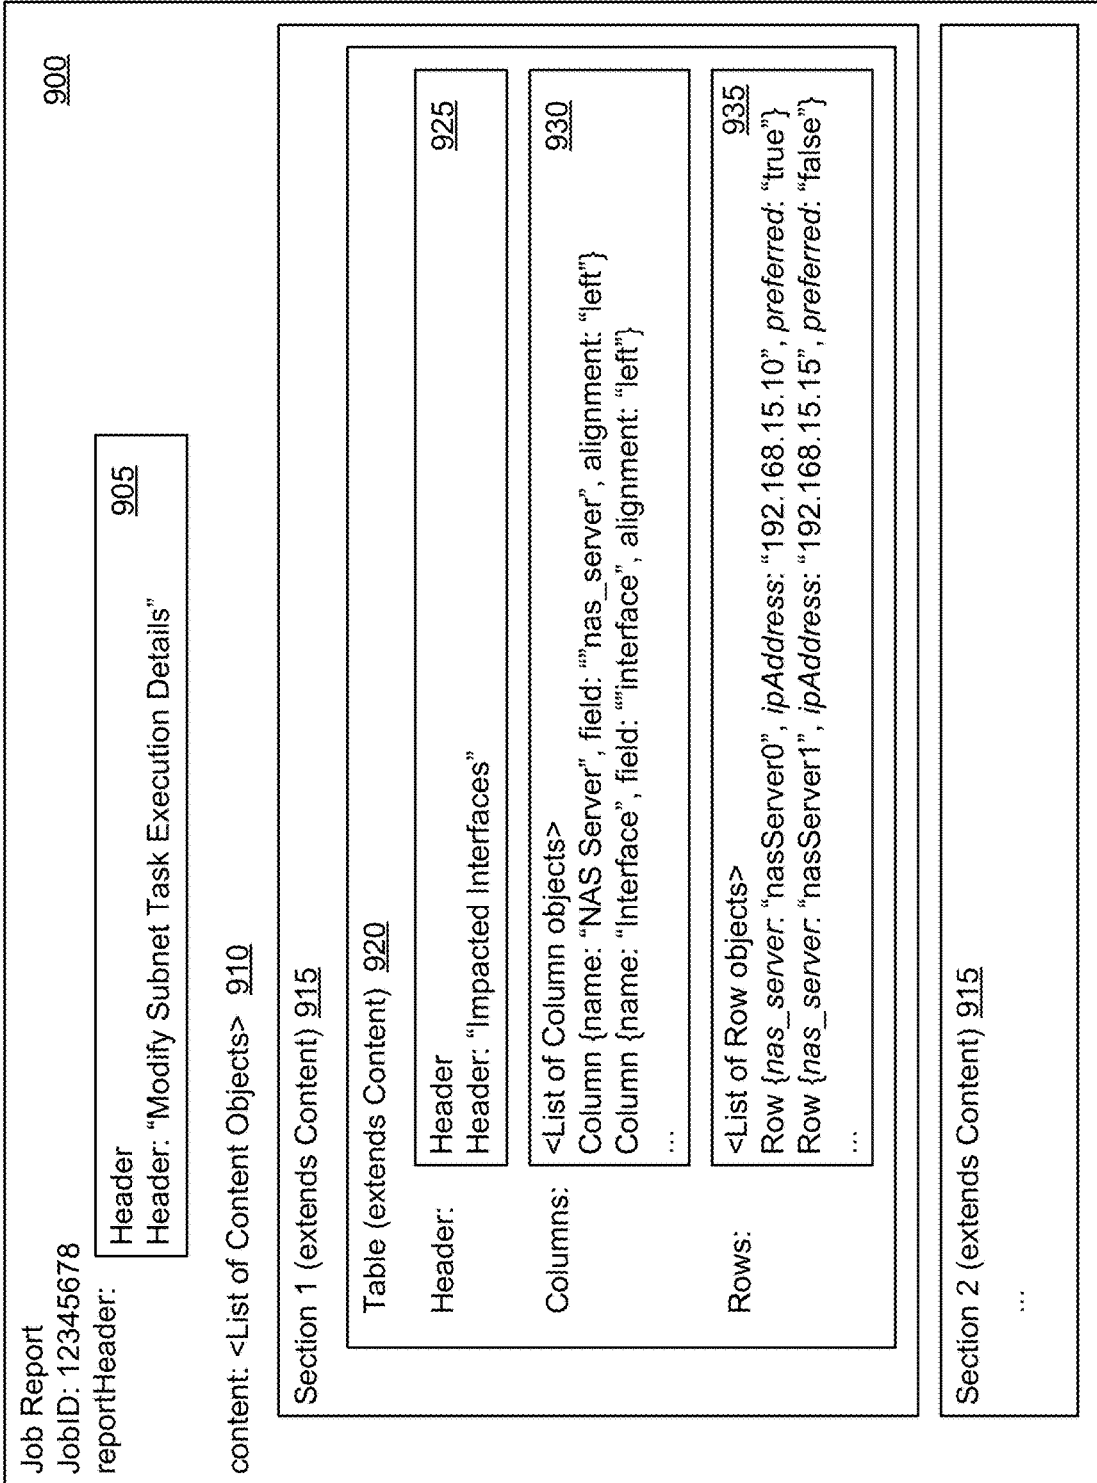 Job Report
JobID: 12345678
reportHeader:
900
Header
Header: “Modify Subnet Task Execution Details”
905
content: <List of Content Objects> 910
Section 1 (extends Content) 915
Table (extends Content) 920
Header:
Header
Header: “Impacted Interfaces”
925
Columns:
<List of Column objects>
930
Column {name: “NAS Server”, field: “”nas_server”, alignment: “left”}
Column {name: “Interface”, field: “”interface”, alignment: “left”}
...
Rows:
<List of Row objects>
935
Row {nas_server: “nasServer0”, ipAddress: “192.168.15.10”, preferred: “true”}
Row {nas_server: “nasServer1”, ipAddress: “192.168.15.15”, preferred: “false”}
...
Section 2 (extends Content) 915
...